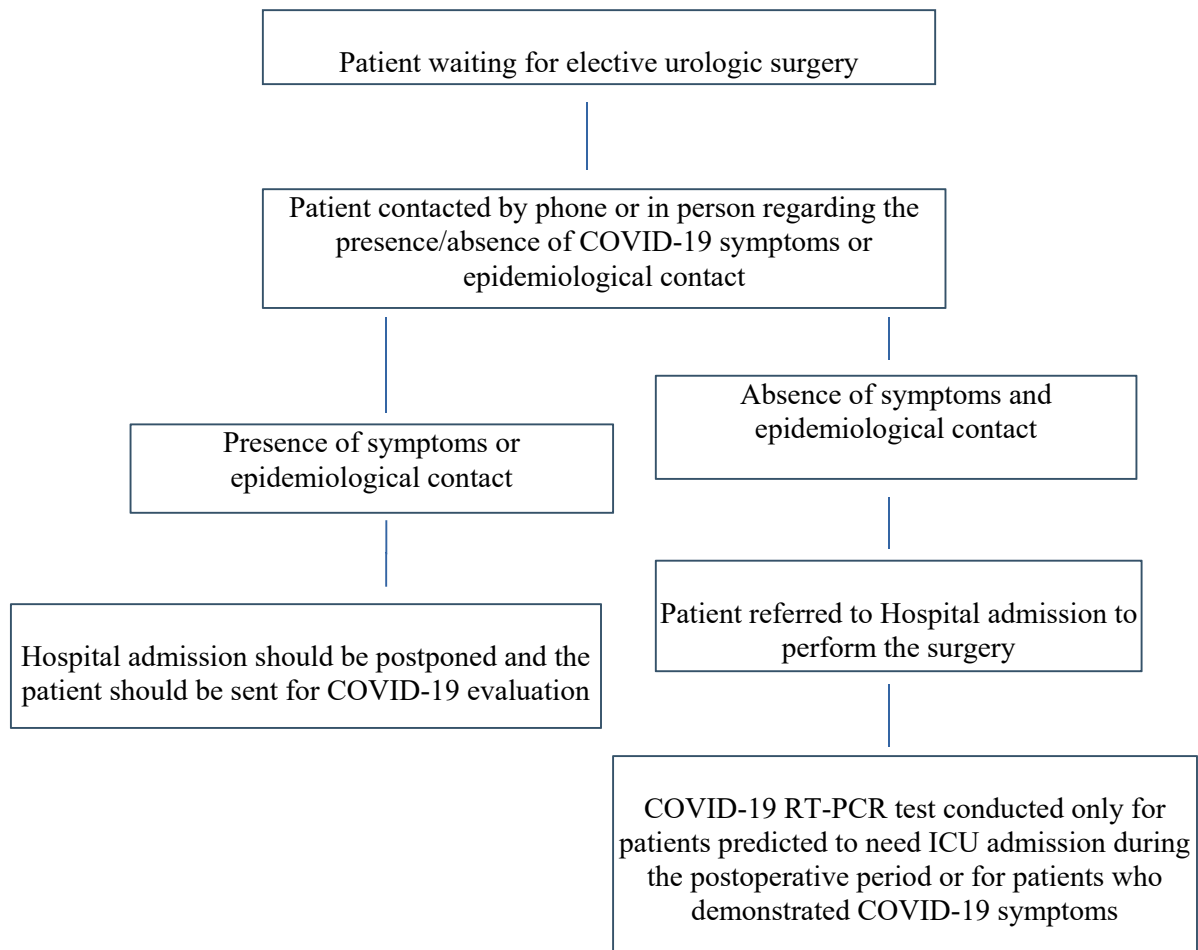 Patient waiting for elective urologic surgery
Patient contacted by phone or in person regarding the
presence/absence of COVID-19 symptoms or
epidemiological contact
Presence of symptoms or
epidemiological contact
Hospital admission should be postponed and the
patient should be sent for COVID-19 evaluation
Absence of symptoms and
epidemiological contact
Patient referred to Hospital admission to
perform the surgery
COVID-19 RT-PCR test conducted only for
patients predicted to need ICU admission during
the postoperative period or for patients who
demonstrated COVID-19 symptoms